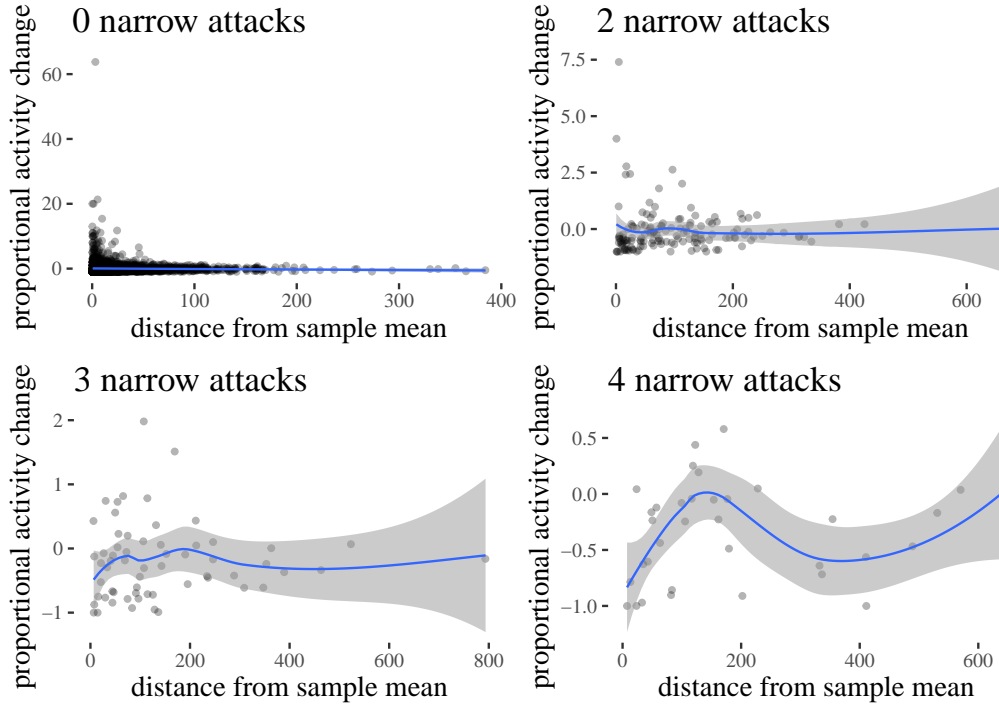 0 narrow attacks
proportional activity change
60
40
20
0
0
100
200
300
400
distance from sample mean
2 narrow attacks
proportional activity change
7.5
5.0
2.5
0.0
0
200
400
600
distance from sample mean
3 narrow attacks
proportional activity change
2
1
0
−1
0
200
400
600
800
distance from sample mean
4 narrow attacks
proportional activity change
0.5
0.0
−0.5
−1.0
0
200
400
600
distance from sample mean